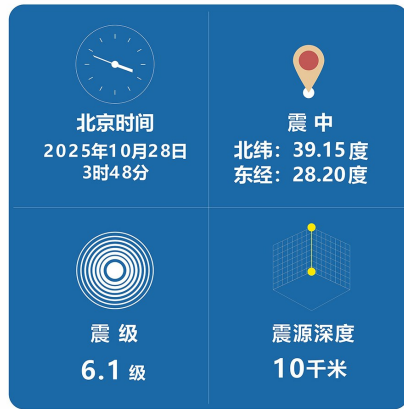 北京时间
2025年10月28日
3时48分
震中
北纬：39.15度
东经：28.20度
震级
6.1级
震源深度
10千米